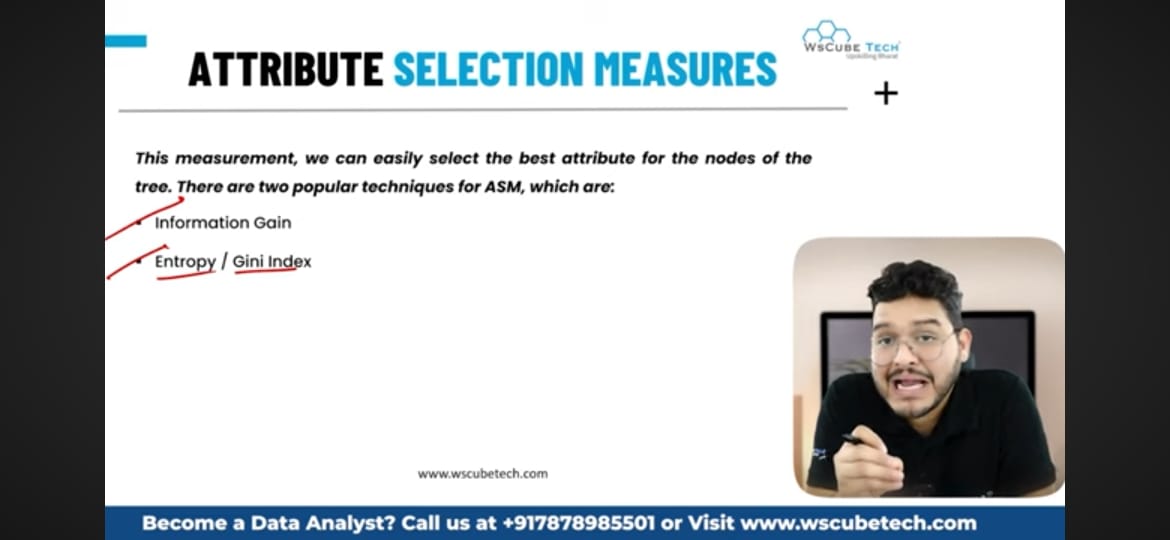 WsCube Tech
Upskilling Bharat
ATTRIBUTE SELECTION MEASURES
This measurement, we can easily select the best attribute for the nodes of the
tree. There are two popular techniques for ASM, which are:
• Information Gain
• Entropy / Gini Index
www.wscubetech.com
Become a Data Analyst? Call us at +917878985501 or Visit www.wscubetech.com